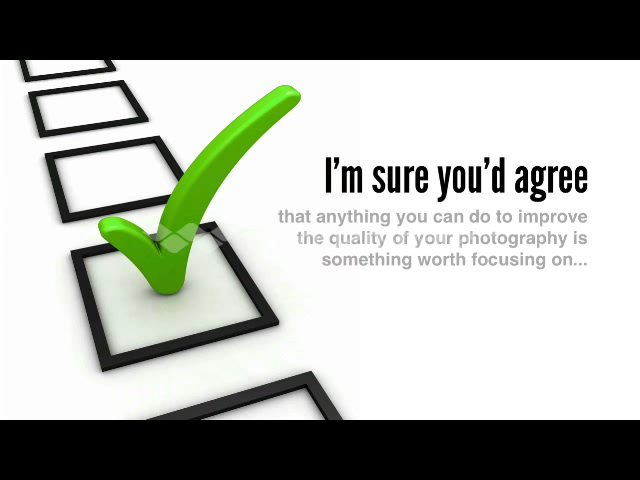 I'm sure you'd agree
that anything you can do to improve
the quality of your photography is
something worth focusing on...